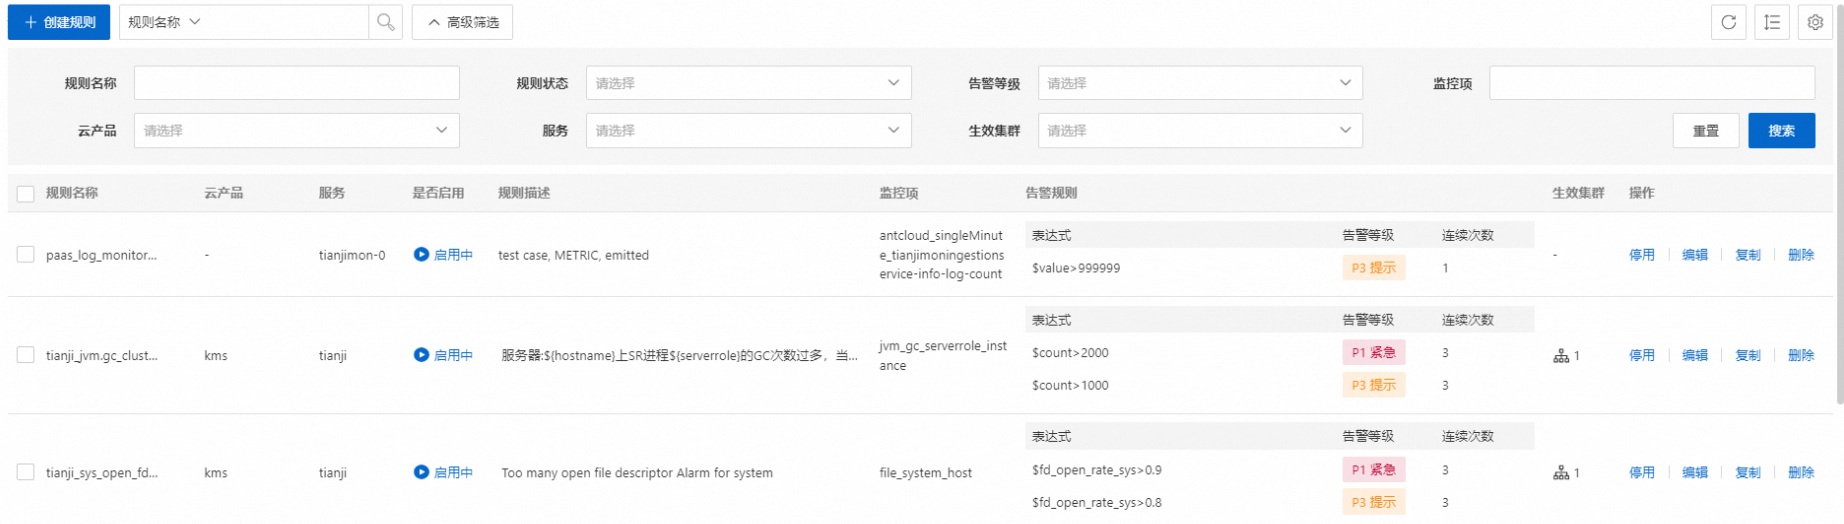 创建规则 规则名称 高级筛选
规则名称 规则状态 请选择 告警等级 请选择 监控项
云产品 请选择 服务 请选择 生效集群 请选择 重置 搜索
规则名称 云产品 服务 是否启用 规则描述 监控项 告警规则 生效集群 操作
paas_log_monitor... - tianjimon-0 启用中 test case, METRIC, emitted
antcloud_singleMinut
e_tianjimoningestions
ervice-info-log-count
表达式 告警等级 连续次数
$value>999999 P3 提示 1
- 停用 编辑 复制 删除
tianji_jvm.gc_clust... kms tianji 启用中 服务器:${hostname}上SR进程${serverrole}的GC次数过多，当...
jvm_gc_serverrole_inst
ance
表达式 告警等级 连续次数
$count>2000 P1 紧急 3
$count>1000 P3 提示 3
1 停用 编辑 复制 删除
tianji_sys_open_fd... kms tianji 启用中 Too many open file descriptor Alarm for system file_system_host
表达式 告警等级 连续次数
$fd_open_rate_sys>0.9 P1 紧急 3
$fd_open_rate_sys>0.8 P3 提示 3
1 停用 编辑 复制 删除